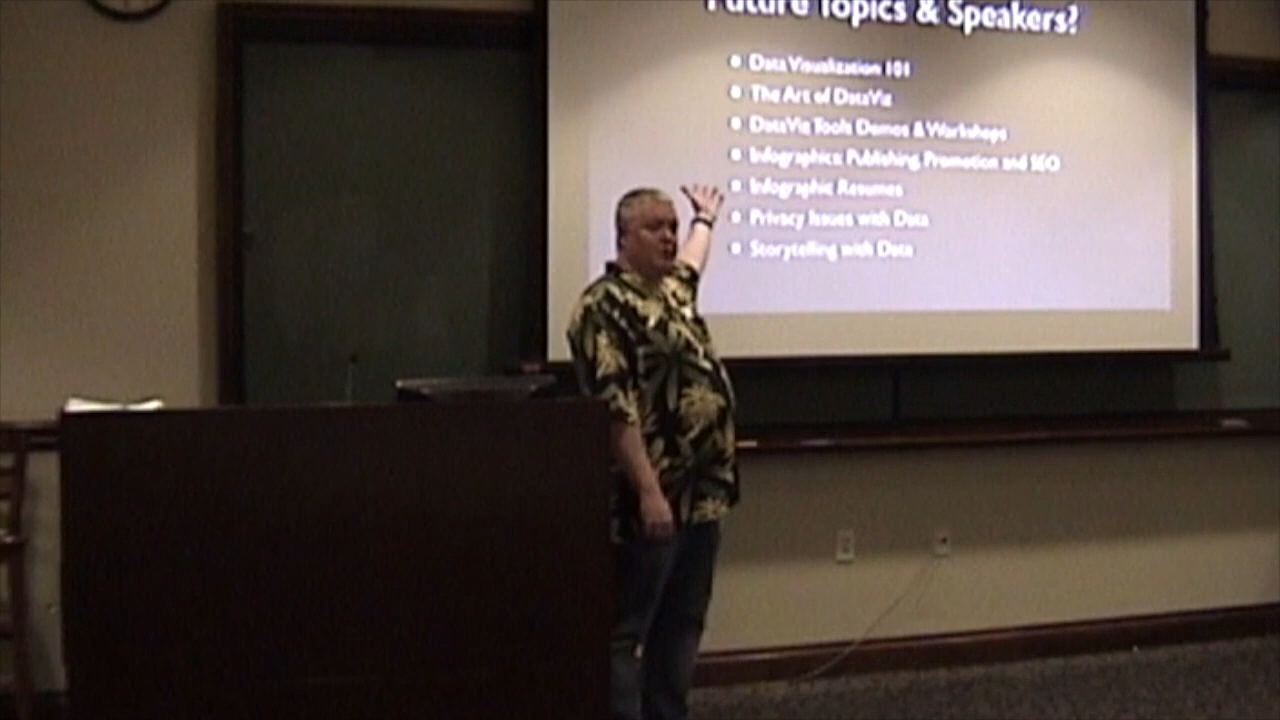 Future Topics & Speakers?
Data Visualization 101
The Art of DataViz
DataViz Tools Demos & Workshops
Infographics: Publishing, Promotion and SEO
Infographic Resumes
Privacy Issues with Data
Storytelling with Data